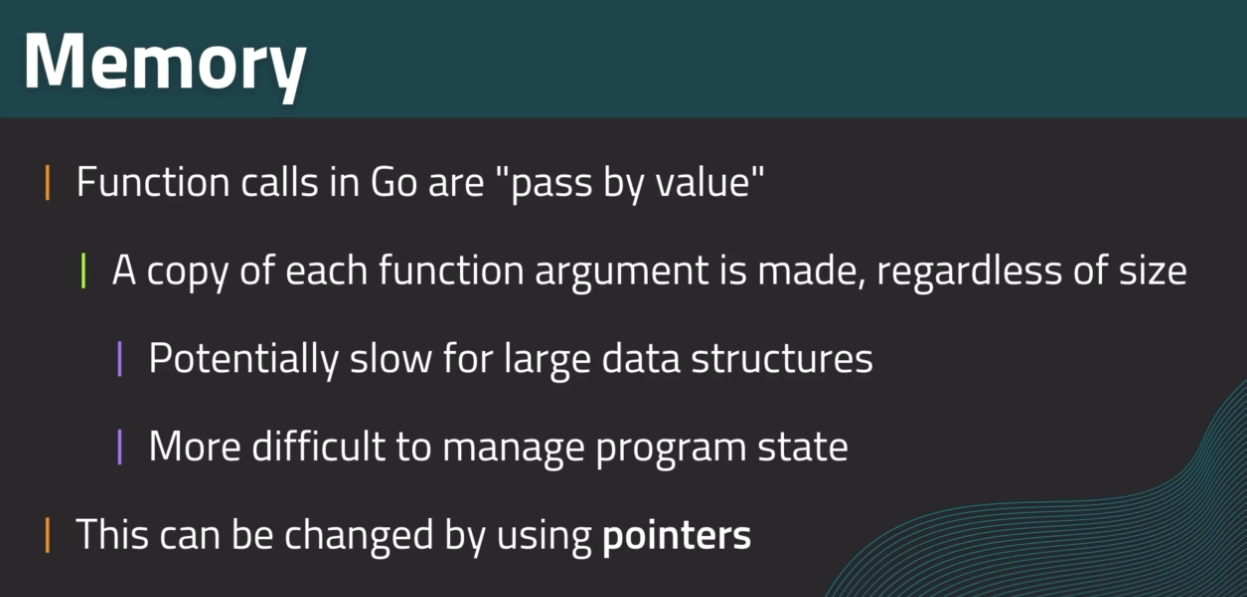 Memory
Function calls in Go are "pass by value"
A copy of each function argument is made, regardless of size
Potentially slow for large data structures
More difficult to manage program state
This can be changed by using pointers